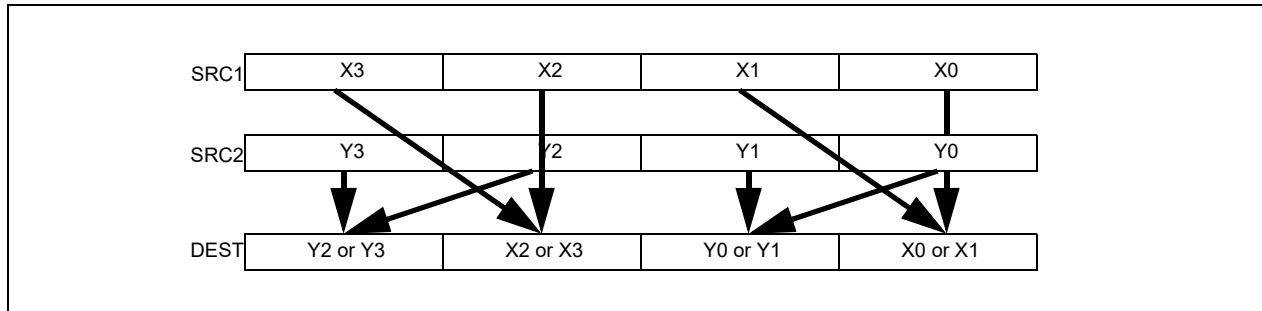 SRC1 X3 X2 X1 X0
SRC2 Y3 Y2 Y1 Y0
DEST Y2 or Y3 X2 or X3 Y0 or Y1 X0 or X1